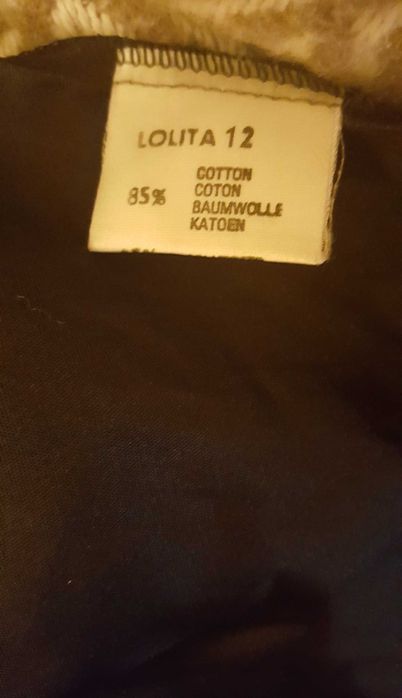 LOLITA 12
COTTON
85% COTON
BAUMWOLLE
KATOEN